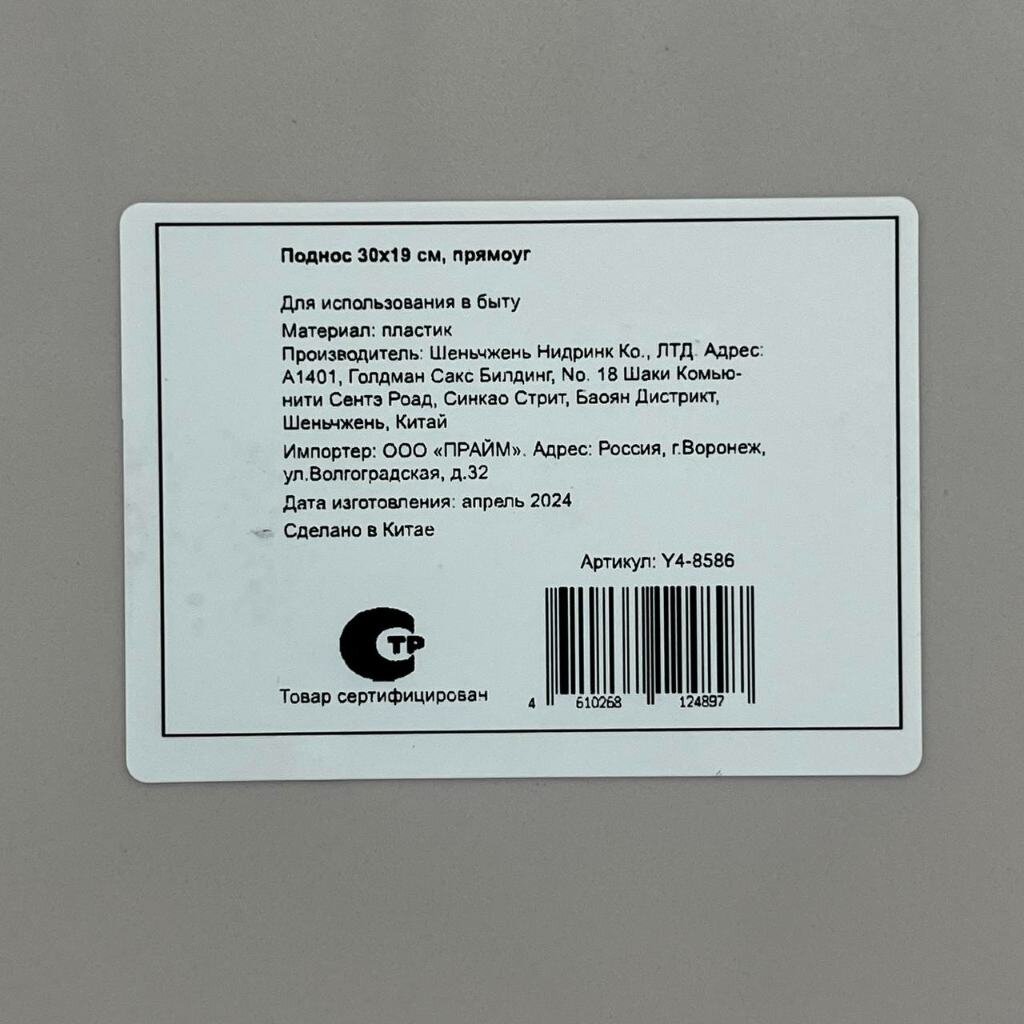 Поднос 30х19 см, прямоуг
Для использования в быту
Материал: пластик
Производитель: Шеньчжень Нидринк Ко., ЛТД. Адрес:
А1401, Голдман Сакс Билдинг, No. 18 Шаки Комью-
нити Сентэ Роад, Синкао Стрит, Баоян Дистрикт,
Шеньчжень, Китай
Импортер: ООО «ПРАЙМ». Адрес: Россия, г.Воронеж,
ул.Волгоградская, д.32
Дата изготовления: апрель 2024
Сделано в Китае
Артикул: Y4-8586
СТР
Товар сертифицирован
4 610268 124897